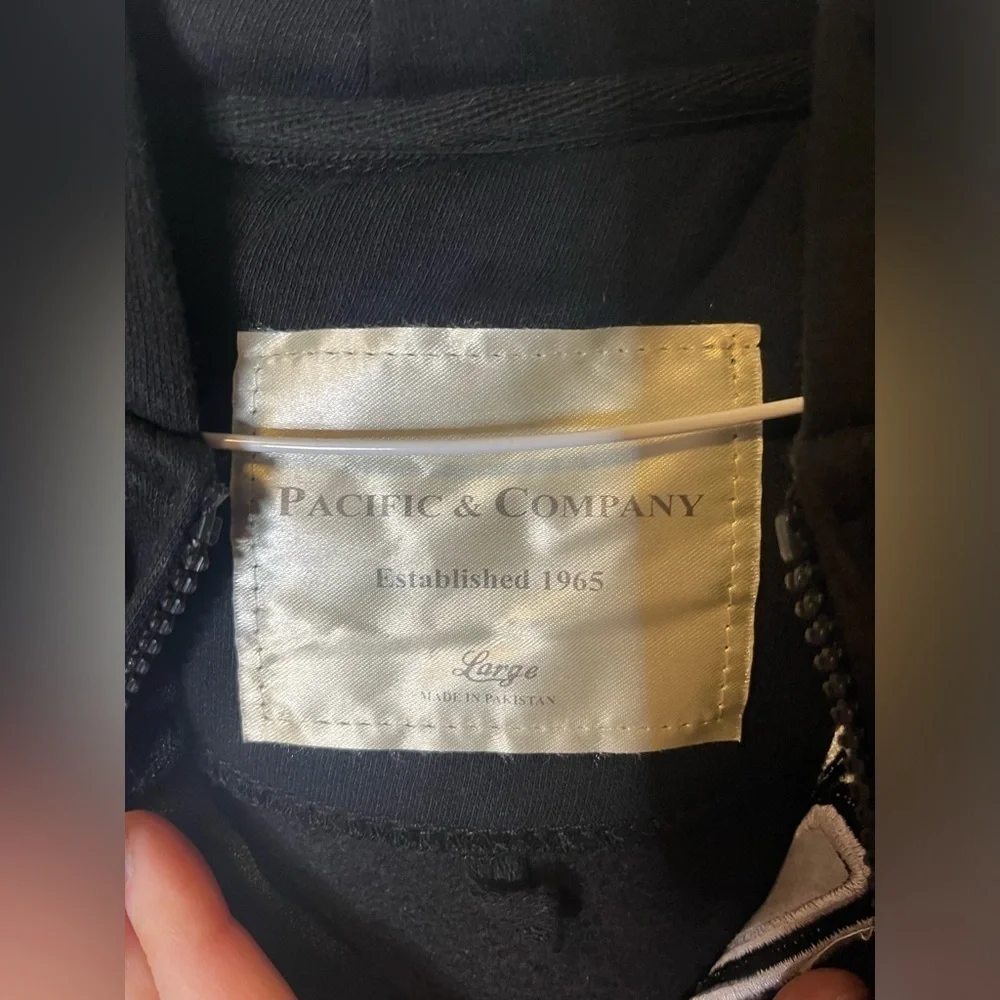 PACIFIC & COMPANY
Established 1965
Large
MADE IN PAKISTAN